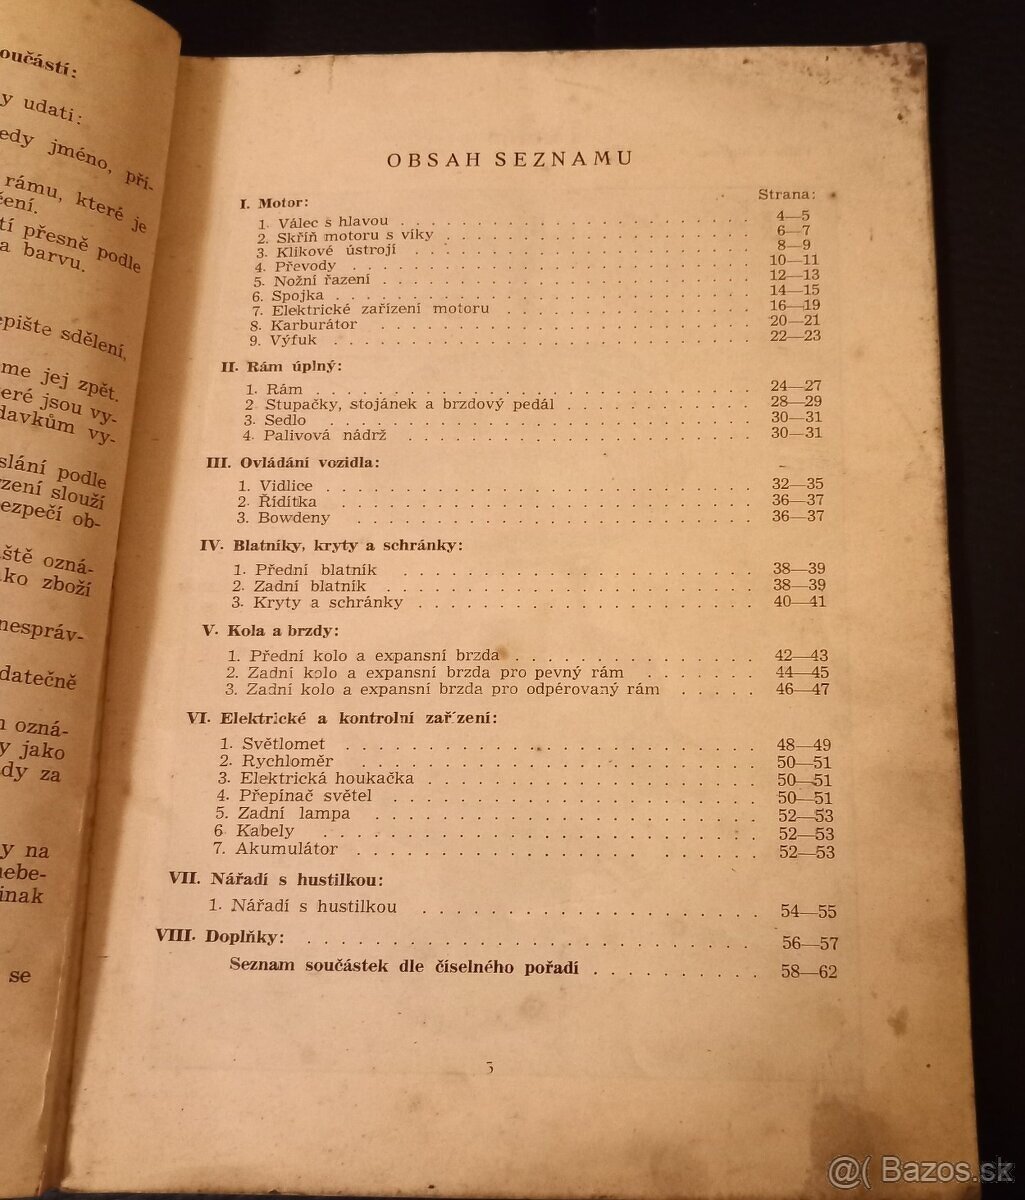 oučástí:
y udati:
edy jméno, při-
rámu, které je
čení.
tí přesně podle
a barvu.
epište sdělení,
me jej zpět.
eré jsou vy-
davkům vy-
slání podle
rzení slouží
ezpečí ob-
ště ozná-
ko zboží
nespráv-
datečně
ozná-
y jako
dy za
y na
nebe-
inak
se
OBSAH SEZNAMU
Strana:
I. Motor:
1. Válec s hlavou . . . . . . . . . . . . . . . . . . . 4—5
2. Skříň motoru s víky . . . . . . . . . . . . . . . . 6—7
3. Klikové ústrojí . . . . . . . . . . . . . . . . . . 8—9
4. Převody . . . . . . . . . . . . . . . . . . . . . . 10—11
5. Nožní řazení . . . . . . . . . . . . . . . . . . . . 12—13
6. Spojka . . . . . . . . . . . . . . . . . . . . . . . 14—15
7. Elektrické zařízení motoru . . . . . . . . . . . . . 16—19
8. Karburátor . . . . . . . . . . . . . . . . . . . . . 20—21
9. Výfuk . . . . . . . . . . . . . . . . . . . . . . . 22—23
II. Rám úplný:
1. Rám . . . . . . . . . . . . . . . . . . . . . . . . 24—27
2 Stupačky, stojánek a brzdový pedál . . . . . . . . . . 28—29
3. Sedlo . . . . . . . . . . . . . . . . . . . . . . . 30—31
4. Palivová nádrž . . . . . . . . . . . . . . . . . . . 30—31
III. Ovládání vozidla:
1. Vidlice . . . . . . . . . . . . . . . . . . . . . . 32—35
2. Řídítka . . . . . . . . . . . . . . . . . . . . . . 36—37
3. Bowdeny . . . . . . . . . . . . . . . . . . . . . . 36—37
IV. Blatníky, kryty a schránky:
1. Přední blatník . . . . . . . . . . . . . . . . . . . 38—39
2. Zadní blatník . . . . . . . . . . . . . . . . . . . 38—39
3. Kryty a schránky . . . . . . . . . . . . . . . . . . 40—41
V. Kola a brzdy:
1. Přední kolo a expansní brzda . . . . . . . . . . . . 42—43
2. Zadní kolo a expansní brzda pro pevný rám . . . . . . 44—45
3. Zadní kolo a expansní brzda pro odpérovaný rám . . . . . 46—47
VI. Elektrické a kontrolní zařízení:
1. Světlomet . . . . . . . . . . . . . . . . . . . . . 48—49
2. Rychloměr . . . . . . . . . . . . . . . . . . . . . 50—51
3. Elektrická houkačka . . . . . . . . . . . . . . . . 50—51
4. Přepínač světel . . . . . . . . . . . . . . . . . . 50—51
5. Zadní lampa . . . . . . . . . . . . . . . . . . . . 52—53
6 Kabely . . . . . . . . . . . . . . . . . . . . . . . 52—53
7. Akumulátor . . . . . . . . . . . . . . . . . . . . . 52—53
VII. Nářadí s hustilkou:
1. Nářadí s hustilkou . . . . . . . . . . . . . . . . . 54—55
VIII. Doplňky: . . . . . . . . . . . . . . . . . . . . . 56—57
Seznam součástek dle číselného pořadí . . . . . . . . . . 58—62
3
@( Bazos.sk